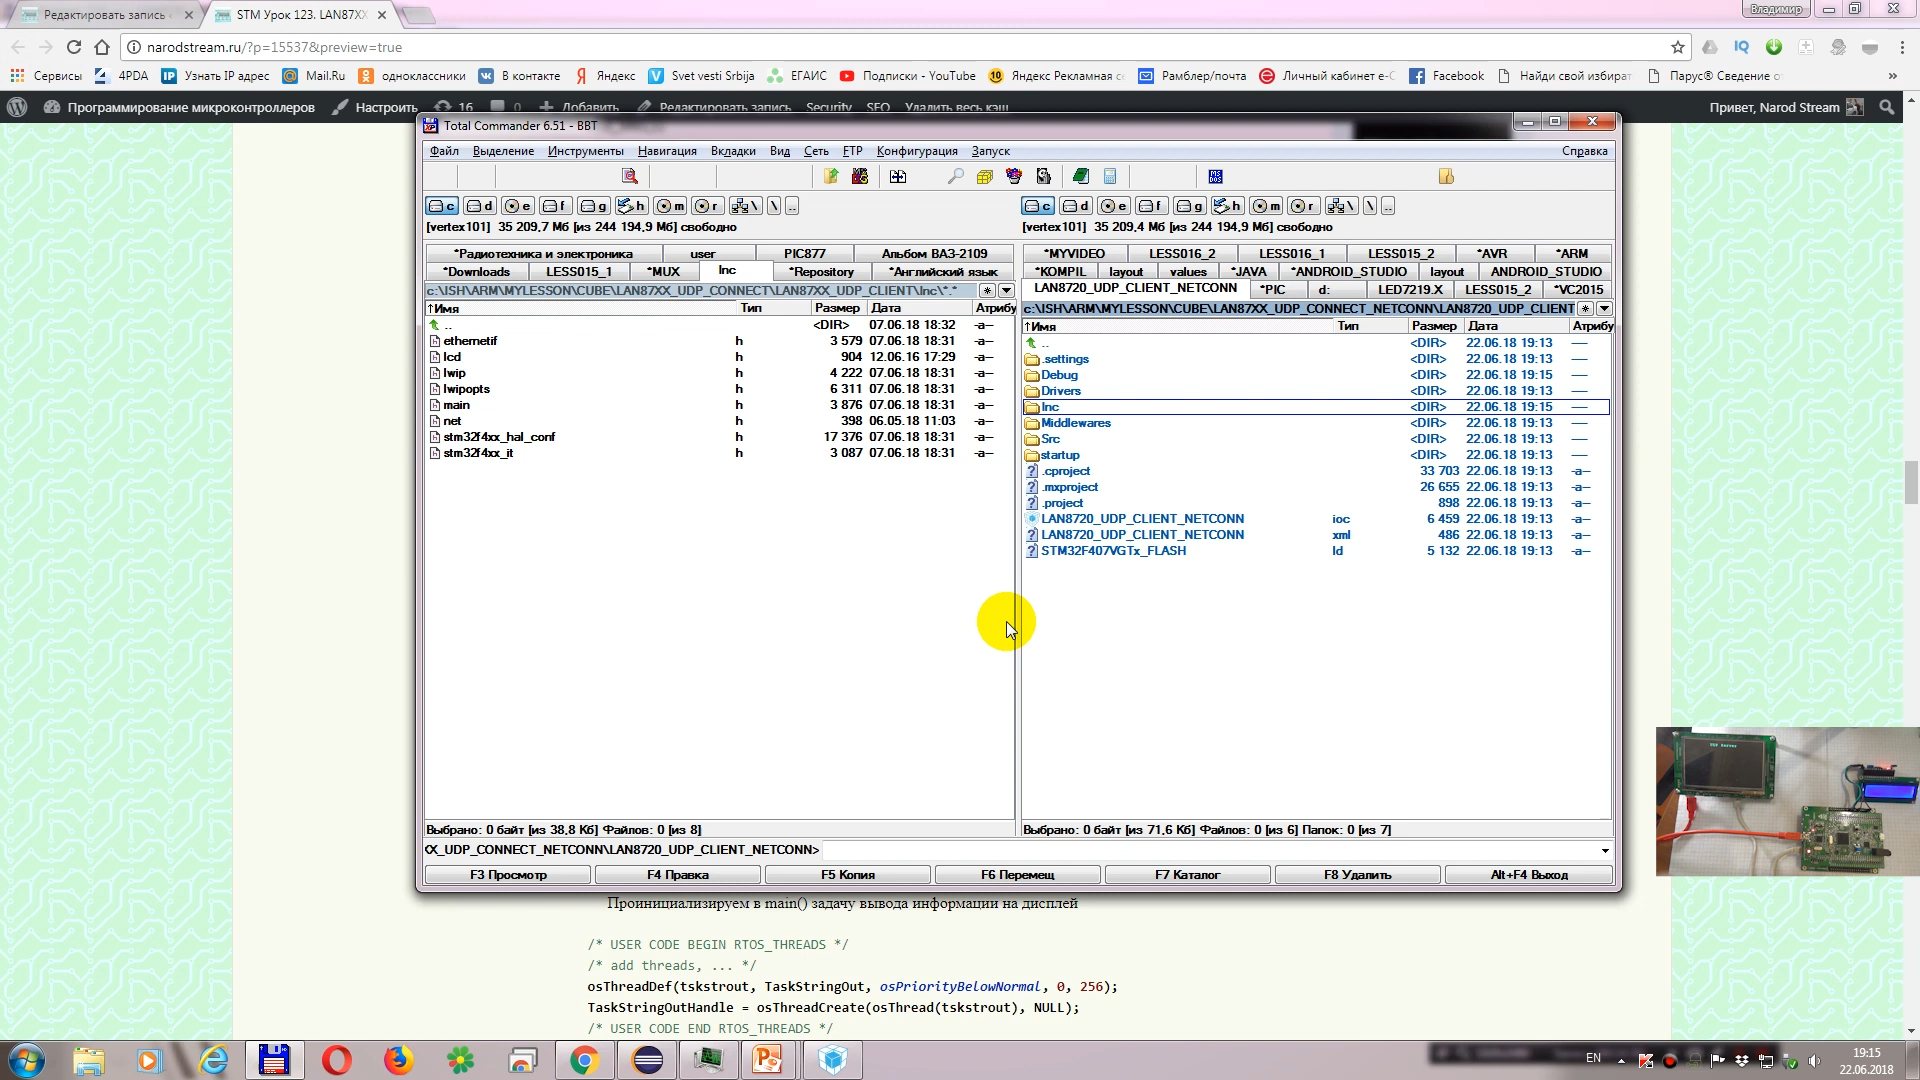 Редактировать запись
STM Урок 123. LAN87XX
Владимир
narodstream.ru/?p=15537&preview=true
Сервисы 4PDA Узнать IP адрес Mail.Ru одноклассники В контакте Яндекс Svet vesti Srbija ЕГАИС Подписки - YouTube Яндекс Рекламная се Рамблер/почта Личный кабинет e-C Facebook Найди свой избират Парус® Сведение о
Программирование микроконтроллеров Настроить 16 0 Добавить Редактировать запись Security SEO Удалить весь кэш Привет, Narod Stream
Total Commander 6.51 - BBT
Файл Выделение Инструменты Навигация Вкладки Вид Сеть FTP Конфигурация Запуск Справка
c d e f g h m r \ ..
c d e f g h m r \ ..
[vertex101] 35 209,7 Мб [из 244 194,9 Мб] свободно
[vertex101] 35 209,4 Мб [из 244 194,9 Мб] свободно
*Радиотехника и электроника user PIC877 Альбом ВАЗ-2109
*Downloads LESS015_1 *MUX Inc *Repository *Английский язык
c:\ISH\ARM\MYLESSON\CUBE\LAN87XX_UDP_CONNECT\LAN87XX_UDP_CLIENT\Inc\*.*
↑Имя Тип Размер Дата Атрибу
.. <DIR> 07.06.18 18:32 -a--
ethernetif h 3 579 07.06.18 18:31 -a--
lcd h 904 12.06.16 17:29 -a--
lwip h 4 222 07.06.18 18:31 -a--
lwipopts h 6 311 07.06.18 18:31 -a--
main h 3 876 07.06.18 18:31 -a--
net h 398 06.05.18 11:03 -a--
stm32f4xx_hal_conf h 17 376 07.06.18 18:31 -a--
stm32f4xx_it h 3 087 07.06.18 18:31 -a--
Выбрано: 0 байт [из 38,8 Кб] Файлов: 0 [из 8]
*MYVIDEO LESS016_2 LESS016_1 LESS015_2 *AVR *ARM
*KOMPIL layout values *JAVA *ANDROID_STUDIO layout ANDROID_STUDIO
LAN8720_UDP_CLIENT_NETCONN *PIC d: LED7219.X LESS015_2 *VC2015
c:\ISH\ARM\MYLESSON\CUBE\LAN87XX_UDP_CONNECT_NETCONN\LAN8720_UDP_CLIENT
↑Имя Тип Размер Дата Атрибу
.. <DIR> 22.06.18 19:13 ----
.settings <DIR> 22.06.18 19:13 ----
Debug <DIR> 22.06.18 19:15 ----
Drivers <DIR> 22.06.18 19:13 ----
Inc <DIR> 22.06.18 19:15 ----
Middlewares <DIR> 22.06.18 19:13 ----
Src <DIR> 22.06.18 19:13 ----
startup <DIR> 22.06.18 19:13 ----
.cproject 33 703 22.06.18 19:13 -a--
.mxproject 26 655 22.06.18 19:13 -a--
.project 898 22.06.18 19:13 -a--
LAN8720_UDP_CLIENT_NETCONN ioc 6 459 22.06.18 19:13 -a--
LAN8720_UDP_CLIENT_NETCONN xml 486 22.06.18 19:13 -a--
STM32F407VGTx_FLASH ld 5 132 22.06.18 19:13 -a--
Выбрано: 0 байт [из 71,6 Кб] Файлов: 0 [из 6] Папок: 0 [из 7]
XX_UDP_CONNECT_NETCONN\LAN8720_UDP_CLIENT_NETCONN>
F3 Просмотр F4 Правка F5 Копия F6 Перемещ F7 Каталог F8 Удалить Alt+F4 Выход
Проинициализируем в main() задачу вывода информации на дисплей
/* USER CODE BEGIN RTOS_THREADS */
/* add threads, ... */
osThreadDef(tskstrout, TaskStringOut, osPriorityBelowNormal, 0, 256);
TaskStringOutHandle = osThreadCreate(osThread(tskstrout), NULL);
/* USER CODE END RTOS_THREADS */
EN
19:15
22.06.2018